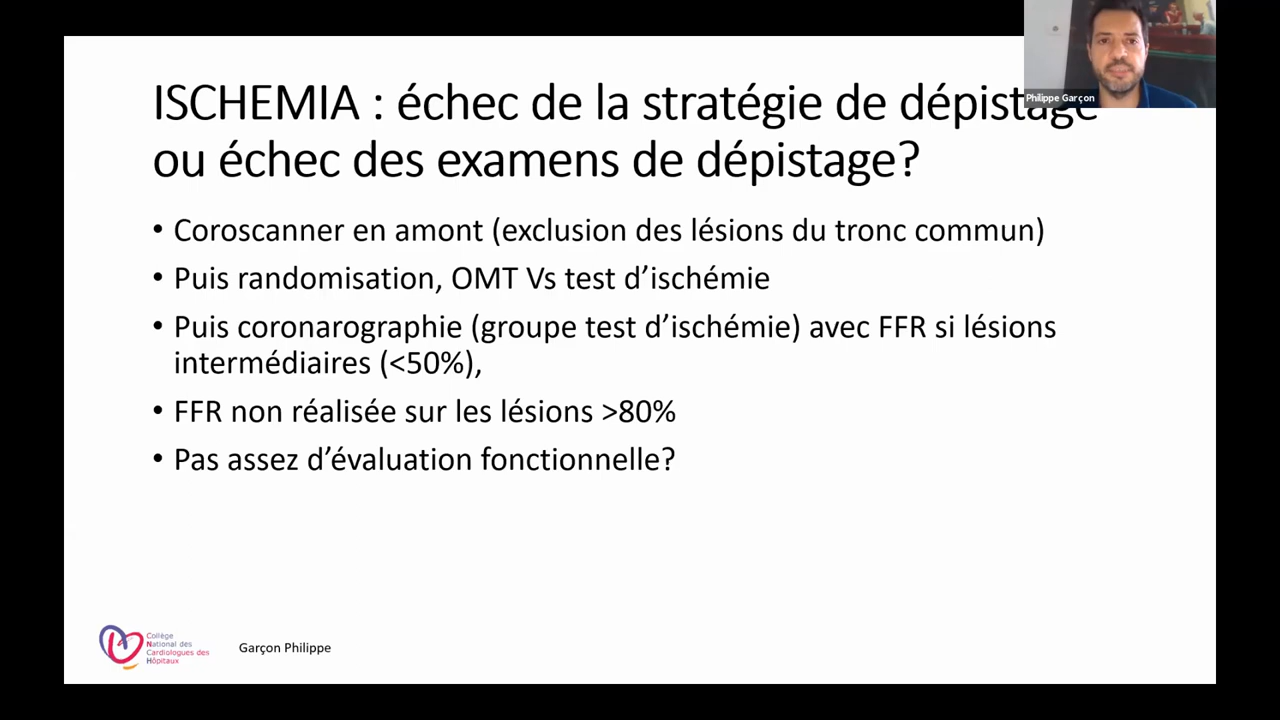 ISCHEMIA : échec de la stratégie de dépistage
ou échec des examens de dépistage?
• Coroscanner en amont (exclusion des lésions du tronc commun)
• Puis randomisation, OMT Vs test d’ischémie
• Puis coronarographie (groupe test d’ischémie) avec FFR si lésions
intermédiaires (<50%),
• FFR non réalisée sur les lésions >80%
• Pas assez d’évaluation fonctionnelle?
Philippe Garçon
Collège
National des
Cardiologues des
Hôpitaux
Garçon Philippe